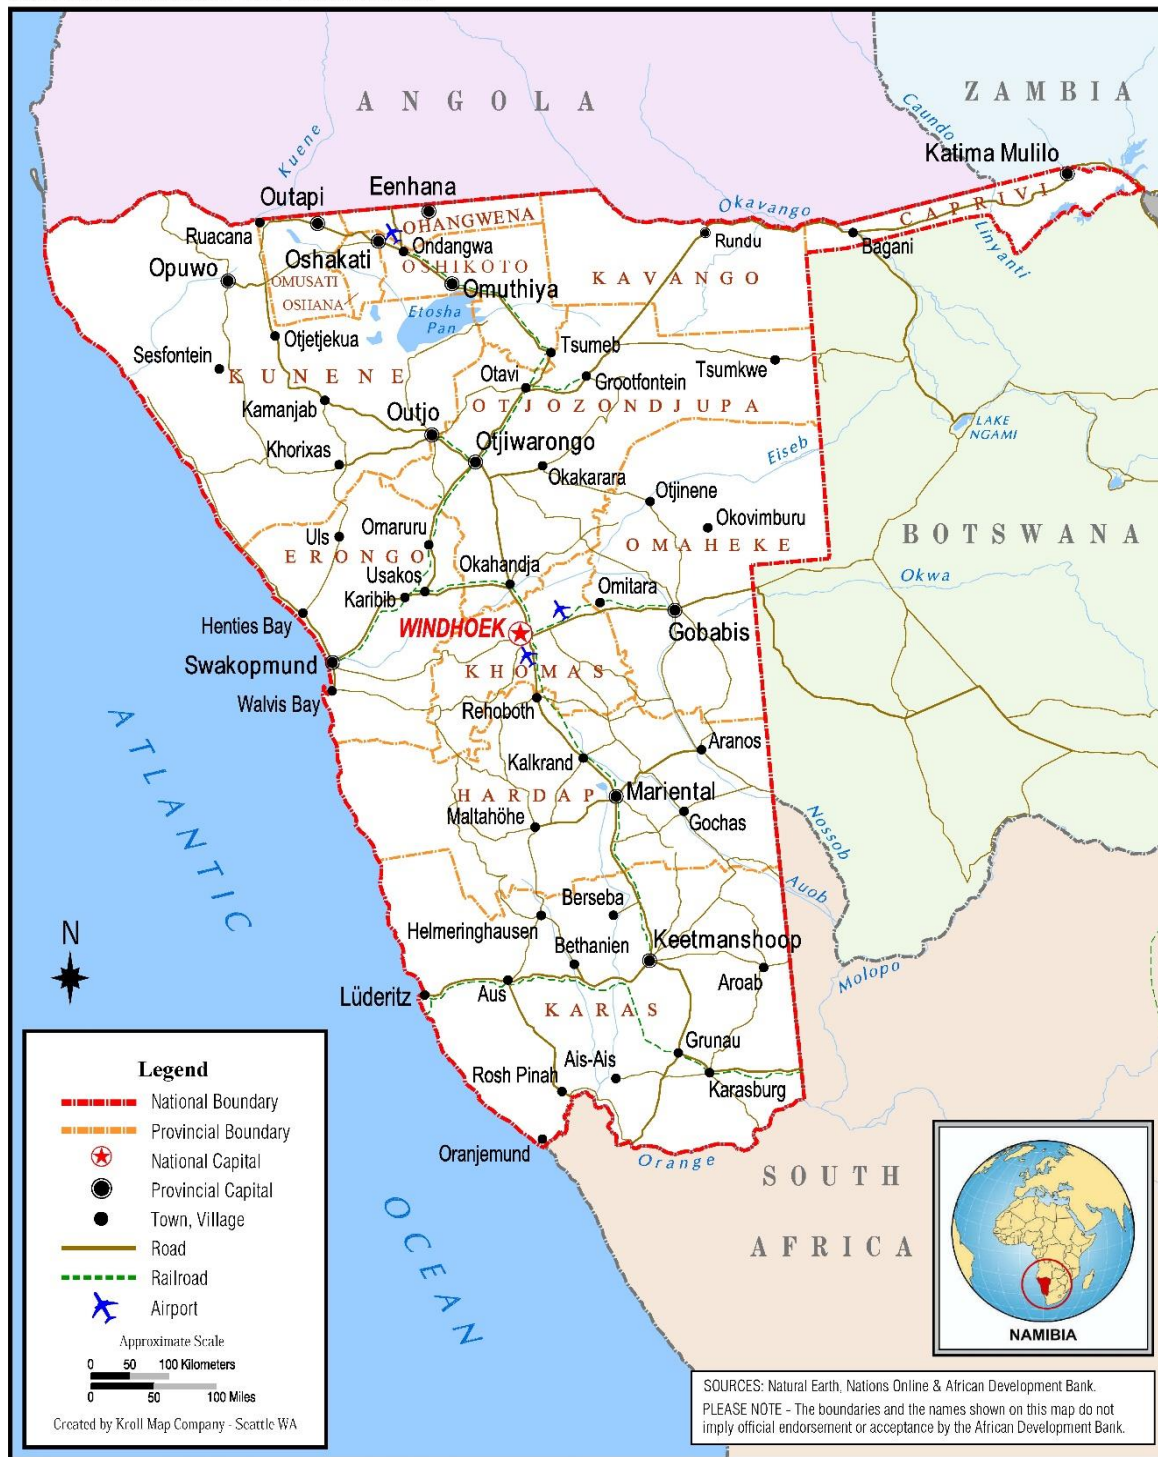 ANGOLA
ZAMBIA
Caundo
Kuene
Katima Mulilo
Eenhana
Outapi
Okavango
CAPRIVI
OHANGWENA
Ruacana
Ondangwa
Rundu
Bagani
Linyanti
Oshakati
OSHIKOTO
Opuwo
OMUSATI
Omuthiya
KAVANGO
OSHANA
Etosha
Pan
Otjetjekua
Tsumeb
Sesfontein
KUNENE
Otavi
Grootfontein
Tsumkwe
Kamanjab
OTJOZONDJUPA
Outjo
LAKE
NGAMI
Khorixas
Otjiwarongo
Eiseb
Okakarara
Otjinene
Uls
Omaruru
Okovimburu
BOTSWANA
ERONGO
OMAHEKE
Usakos
Okahandja
Okwa
Karibib
Omitara
Henties Bay
WINDHOEK
Gobabis
Swakopmund
KHOMAS
Walvis Bay
Rehoboth
ATLANTIC
Aranos
Kalkrand
HARDAP
Mariental
Maltahöhe
Gochas
Nossob
Auob
Berseba
Helmeringhausen
Bethanien
Keetmanshoop
N
Aroab
Molopo
Lüderitz
Aus
KARAS
Grunau
Ais-Ais
Rosh Pinah
Karasburg
Oranjemund
Orange
SOUTH
AFRICA
OCEAN
Legend
National Boundary
Provincial Boundary
National Capital
Provincial Capital
Town, Village
Road
Railroad
Airport
Approximate Scale
0 50 100 Kilometers
0 50 100 Miles
Created by Kroll Map Company - Seattle WA
NAMIBIA
SOURCES: Natural Earth, Nations Online & African Development Bank.
PLEASE NOTE - The boundaries and the names shown on this map do not
imply official endorsement or acceptance by the African Development Bank.